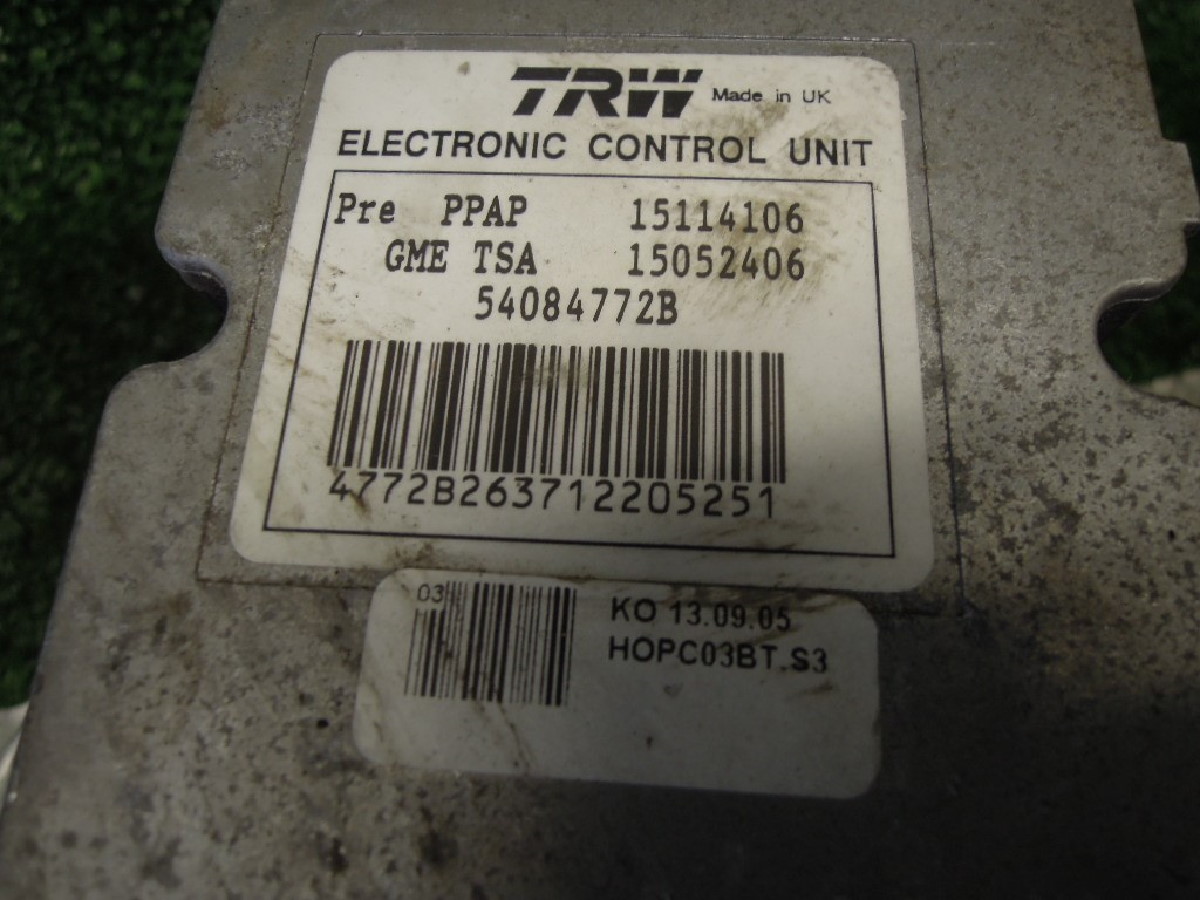 TRW Made in UK
ELECTRONIC CONTROL UNIT
Pre PPAP 15114106
GME TSA 15052406
54084772B
4772B263712205251
03
KO 13.09.05
HOPC03BT.S3